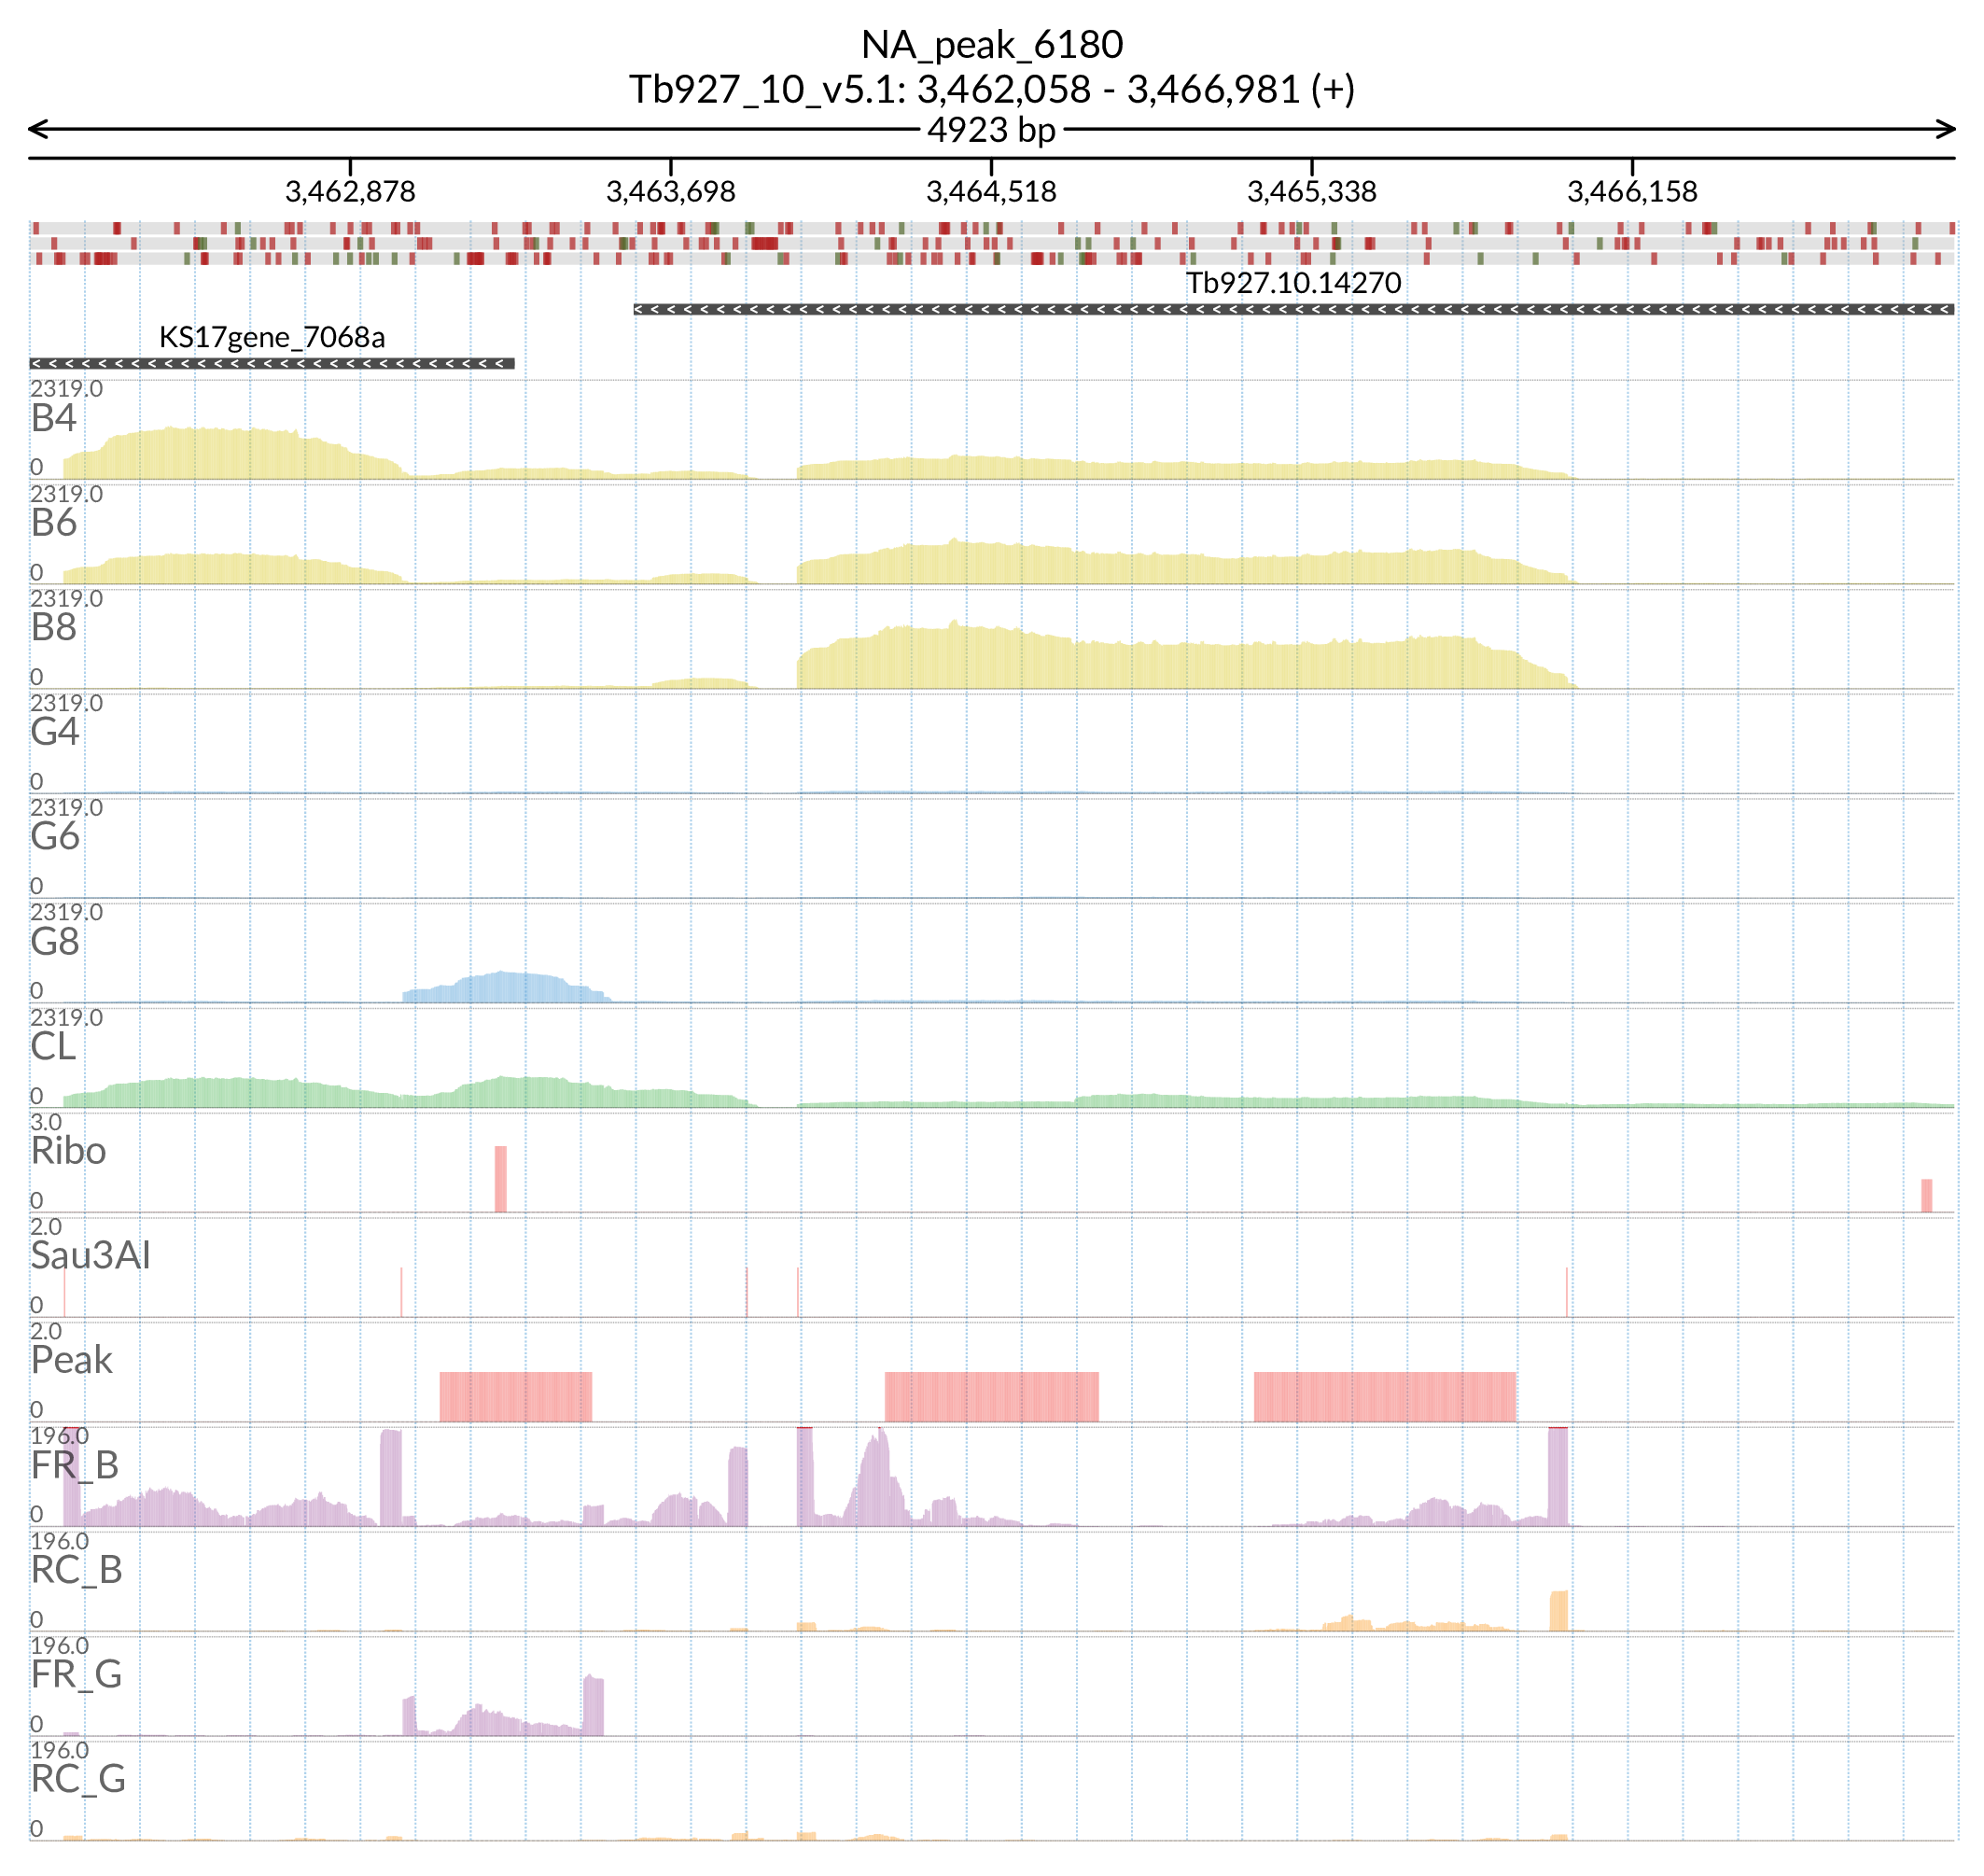 NA_peak_6180
Tb927_10_v5.1: 3,462,058 - 3,466,981 (+)
4923 bp
3,462,878 3,463,698 3,464,518 3,465,338 3,466,158
Tb927.10.14270
KS17gene_7068a
2319.0
B4
0
2319.0
B6
0
2319.0
B8
0
2319.0
G4
0
2319.0
G6
0
2319.0
G8
0
2319.0
CL
0
3.0
Ribo
0
2.0
Sau3AI
0
2.0
Peak
0
196.0
FR_B
0
196.0
RC_B
0
196.0
FR_G
0
196.0
RC_G
0